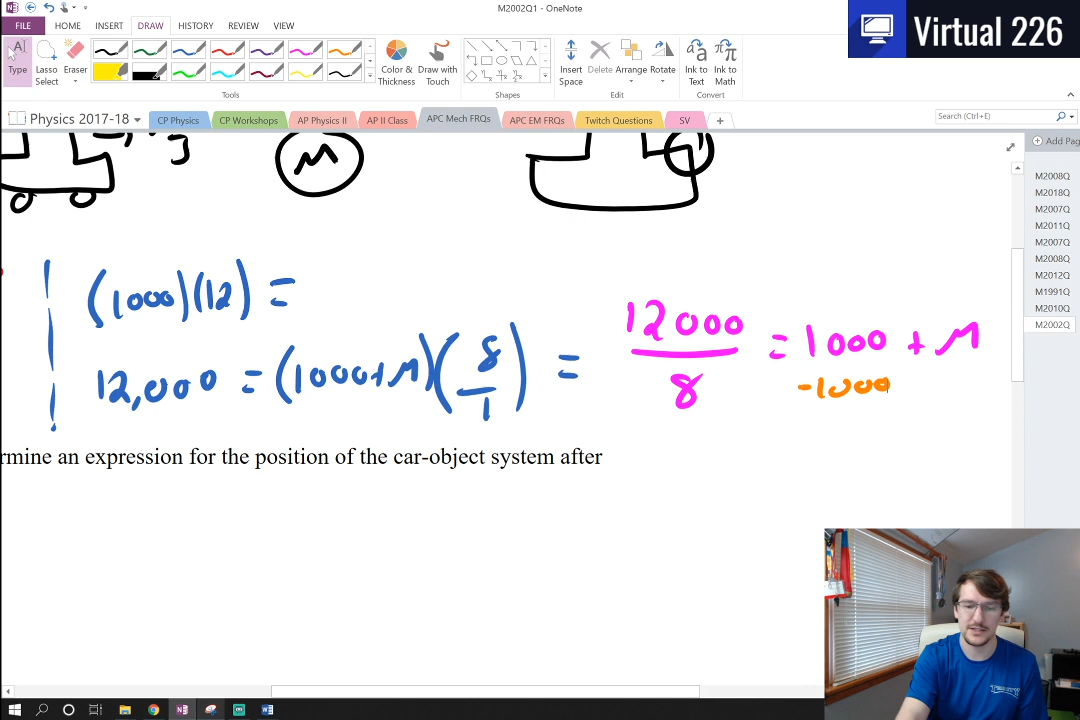 M2002Q1 - OneNote
FILE HOME INSERT DRAW HISTORY REVIEW VIEW
Virtual 226
Type
Lasso Select
Eraser
Color & Thickness
Draw with Touch
Insert Space
Delete
Arrange
Rotate
Ink to Text
Ink to Math
Tools
Shapes
Edit
Convert
Physics 2017-18
CP Physics
CP Workshops
AP Physics II
AP II Class
APC Mech FRQs
APC EM FRQs
Twitch Questions
SV
Search (Ctrl+E)
Add Pag
M2008Q
M2018Q
M2007Q
M2011Q
M2007Q
M2008Q
M2012Q
M1991Q
M2010Q
M2002Q
M
(1000)(12) =
12,000 = (1000+M)(8/1) =
12000/8 = 1000 + M
-1000
rmine an expression for the position of the car-object system after